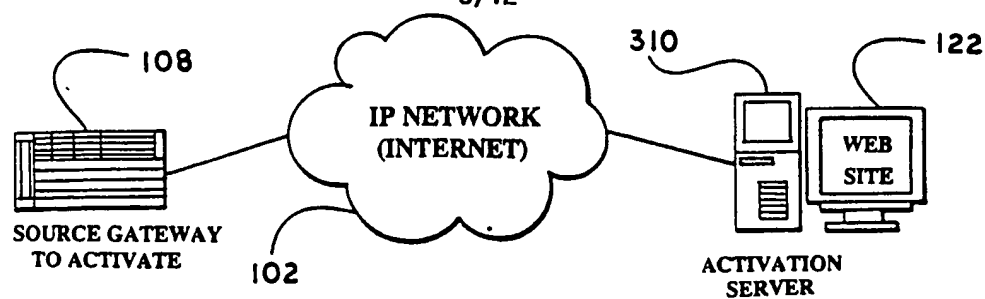 108
310
122
IP NETWORK
(INTERNET)
WEB
SITE
SOURCE GATEWAY
TO ACTIVATE
102
ACTIVATION
SERVER